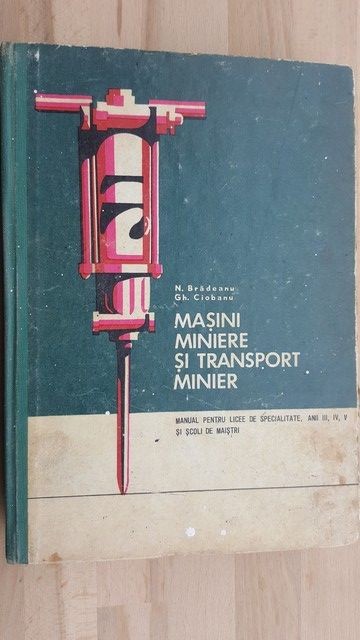 N. Brădeanu
Gh. Ciobanu
MAȘINI
MINIERE
ȘI TRANSPORT
MINIER
MANUAL PENTRU LICEE DE SPECIALITATE, ANII III, IV, V
ȘI ȘCOLI DE MAIȘTRI